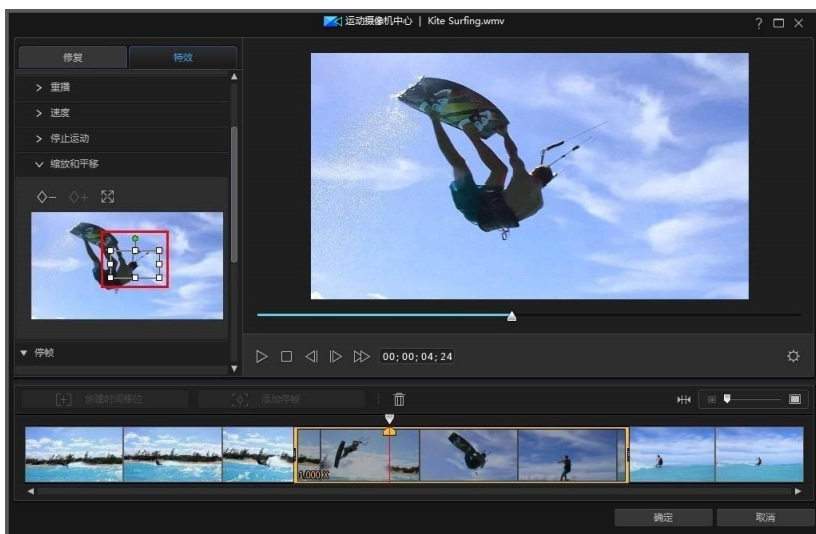 运动摄像机中心 | Kite Surfing.wmv
修复 特效
重播
速度
停止运动
缩放和平移
停帧
00;00;04;24
创建时间移位 添加停帧
1.000 X
确定 取消